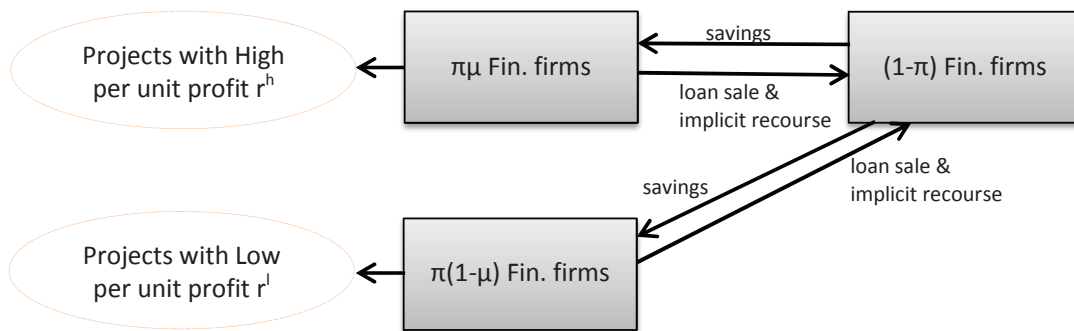 Projects with High
per unit profit r^h
πμ Fin. firms
savings
loan sale &
implicit recourse
(1-π) Fin. firms
savings
loan sale &
implicit recourse
Projects with Low
per unit profit r^l
π(1-μ) Fin. firms